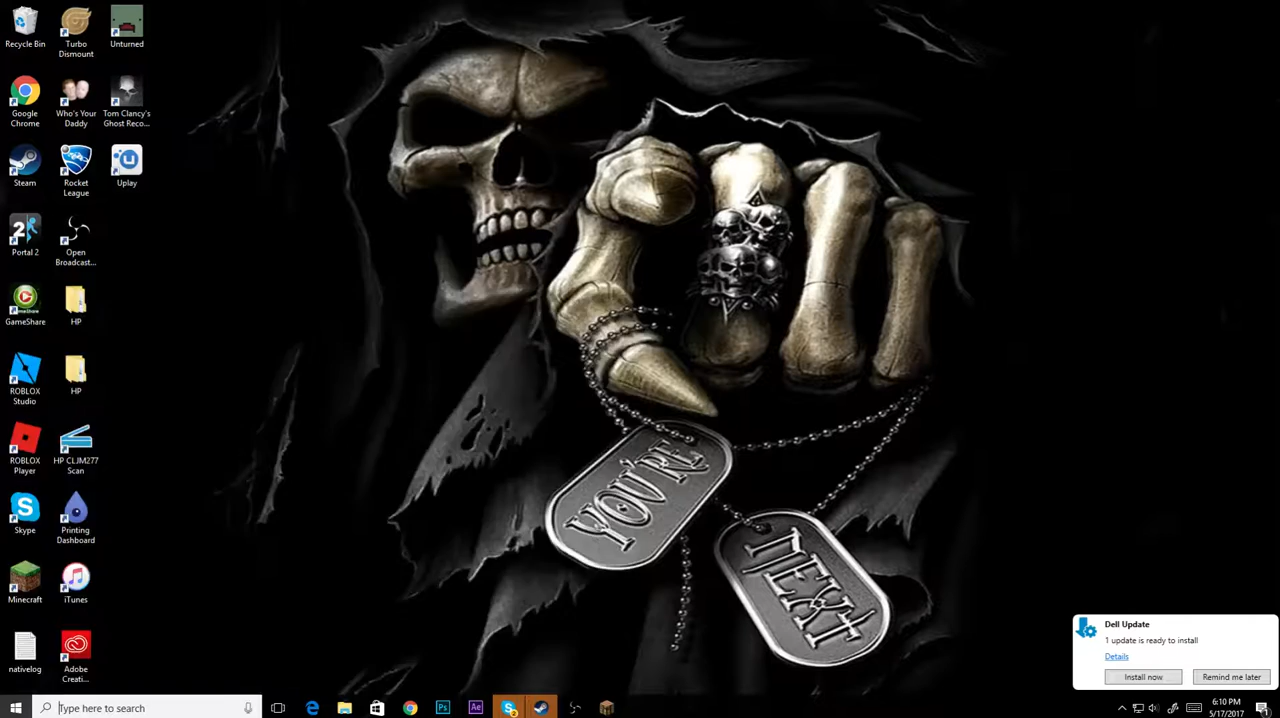 Recycle Bin
Turbo
Dismount
Unturned
Google
Chrome
Who's Your
Daddy
Tom Clancy's
Ghost Reco...
Steam
Rocket
League
Uplay
Portal 2
Open
Broadcast...
GameShare
HP
ROBLOX
Studio
HP
ROBLOX
Player
HP CLJM277
Scan
Skype
Printing
Dashboard
Minecraft
iTunes
nativelog
Adobe
Creati...
YOU'RE
NEXT
Dell Update
1 update is ready to install
Details
Install now
Remind me later
Type here to search
Ps
Ae
6:10 PM
5/17/2017
1